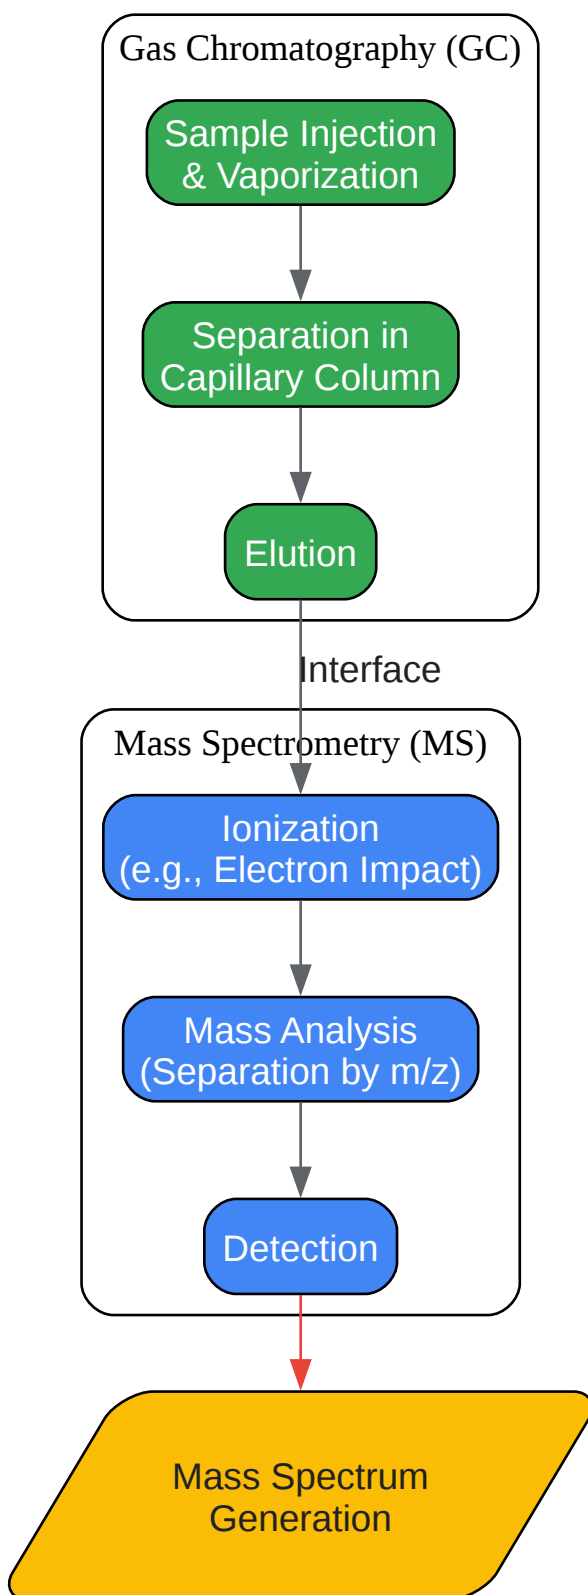 Gas Chromatography (GC)
Sample Injection
& Vaporization
Separation in
Capillary Column
Elution
Interface
Mass Spectrometry (MS)
Ionization
(e.g., Electron Impact)
Mass Analysis
(Separation by m/z)
Detection
Mass Spectrum
Generation